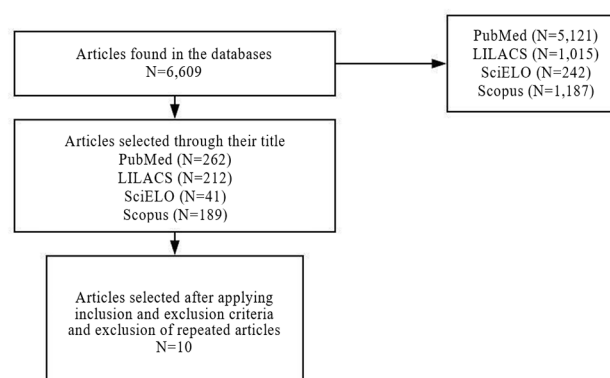 Articles found in the databases
N=6,609
PubMed (N=5,121)
LILACS (N=1,015)
SciELO (N=242)
Scopus (N=1,187)
Articles selected through their title
PubMed (N=262)
LILACS (N=212)
SciELO (N=41)
Scopus (N=189)
Articles selected after applying
inclusion and exclusion criteria
and exclusion of repeated articles
N=10